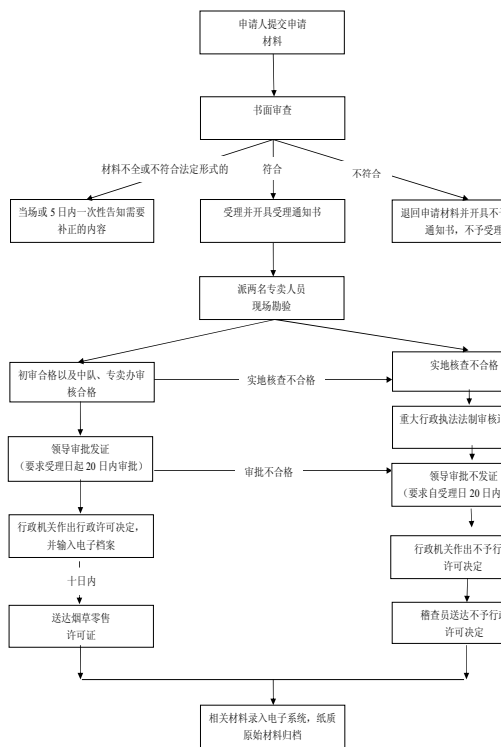 申请人提交申请
材料
书面审查
材料不全或不符合法定形式的
符合
不符合
当场或 5 日内一次性告知需要
补正的内容
受理并开具受理通知书
退回申请材料并开具不予
通知书，不予受理
派两名专卖人员
现场勘验
初审合格以及中队、专卖办审
核合格
实地核查不合格
实地核查不合格
重大行政执法法制审核
领导审批发证
（要求受理日起 20 日内审批）
审批不合格
领导审批不发证
（要求自受理日 20 日内
行政机关作出行政许可决定，
并输入电子档案
行政机关作出不予行
许可决定
十日内
送达烟草零售
许可证
稽查员送达不予行政
许可决定
相关材料录入电子系统，纸质
原始材料归档